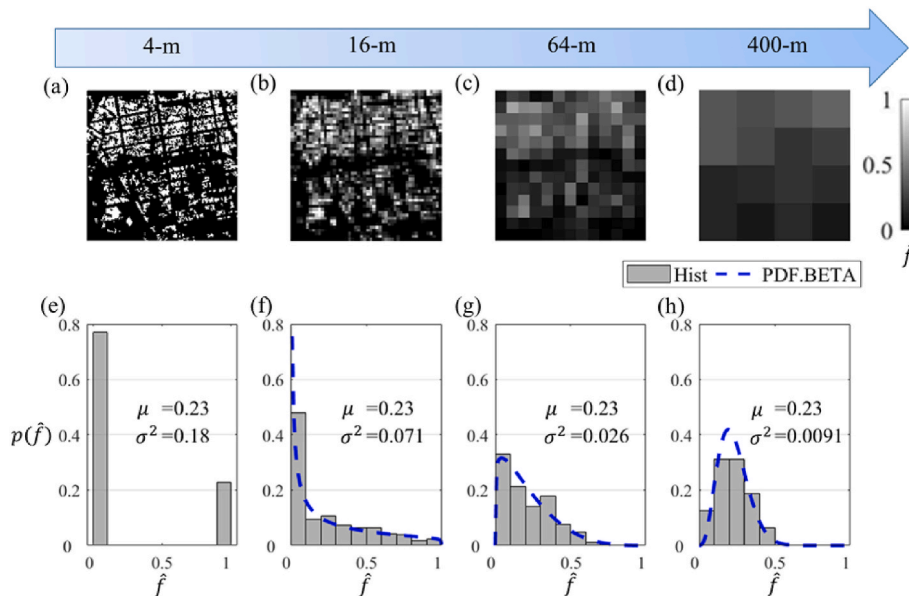 4-m 16-m 64-m 400-m
(a) (b) (c) (d)
1
0.5
0
f̂
Hist PDF.BETA
(e) (f) (g) (h)
0.8 0.8 0.8 0.8
0.6 0.6 0.6 0.6
μ =0.23 μ =0.23 μ =0.23 μ =0.23
σ²=0.18 σ²=0.071 σ²=0.026 σ²=0.0091
p(f̂)
0.4 0.4 0.4 0.4
0.2 0.2 0.2 0.2
0 0 0 0
0 0.5 1 0 0.5 1 0 0.5 1 0 0.5 1
f̂ f̂ f̂ f̂